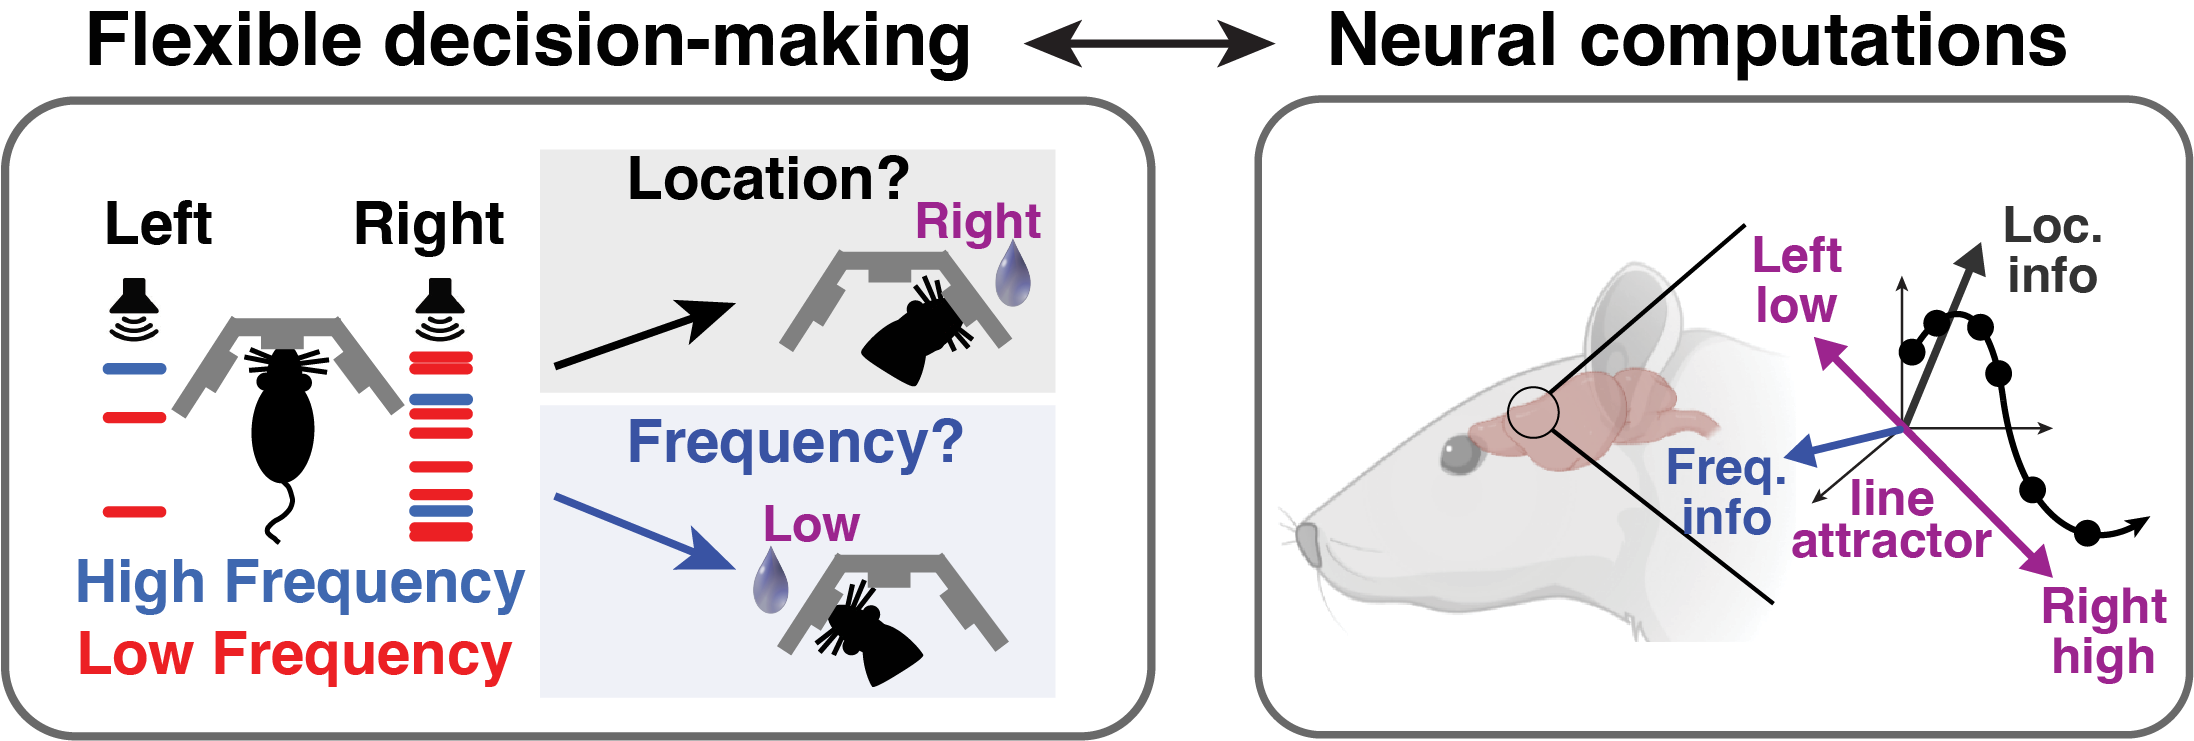 Flexible decision-making
Neural computations
Left
Right
High Frequency
Low Frequency
Location?
Right
Frequency?
Low
Left
low
Loc.
info
Freq.
info
line
attractor
Right
high